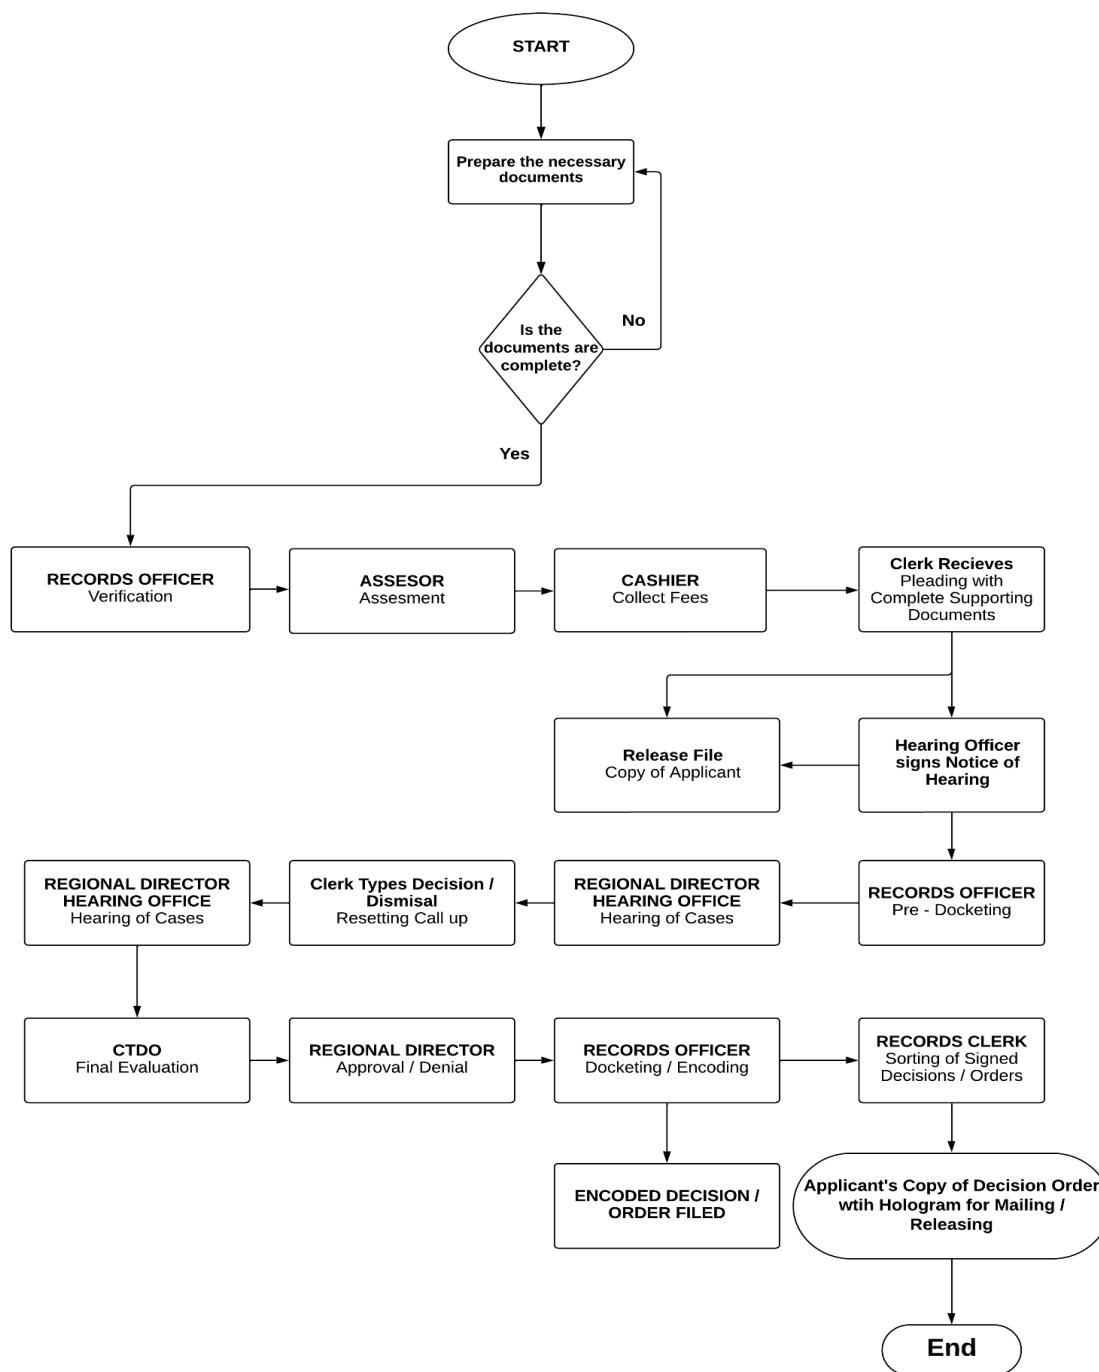 START
Prepare the necessary
documents
Is the
documents are
complete?
No
Yes
RECORDS OFFICER
Verification
ASSESOR
Assesment
CASHIER
Collect Fees
Clerk Recieves
Pleading with
Complete Supporting
Documents
Release File
Copy of Applicant
Hearing Officer
signs Notice of
Hearing
REGIONAL DIRECTOR
HEARING OFFICE
Hearing of Cases
Clerk Types Decision /
Dismisal
Resetting Call up
REGIONAL DIRECTOR
HEARING OFFICE
Hearing of Cases
RECORDS OFFICER
Pre - Docketing
CTDO
Final Evaluation
REGIONAL DIRECTOR
Approval / Denial
RECORDS OFFICER
Docketing / Encoding
RECORDS CLERK
Sorting of Signed
Decisions / Orders
ENCODED DECISION /
ORDER FILED
Applicant's Copy of Decision Order
wtih Hologram for Mailing /
Releasing
End